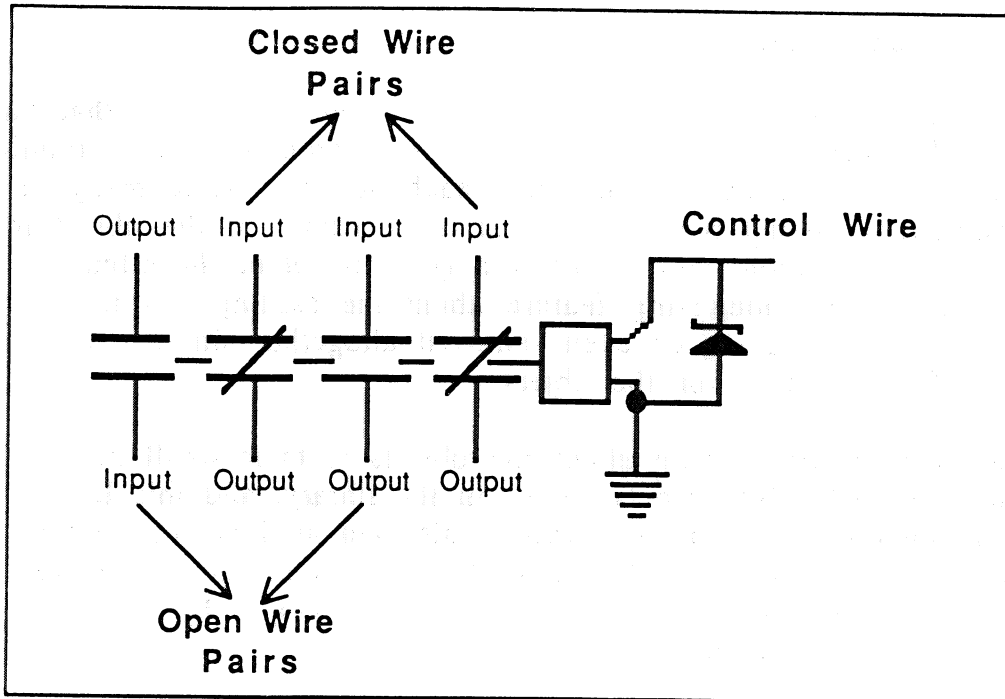 Closed Wire
Pairs
Output Input Input Input
Control Wire
Input Output Output Output
Open Wire
Pairs